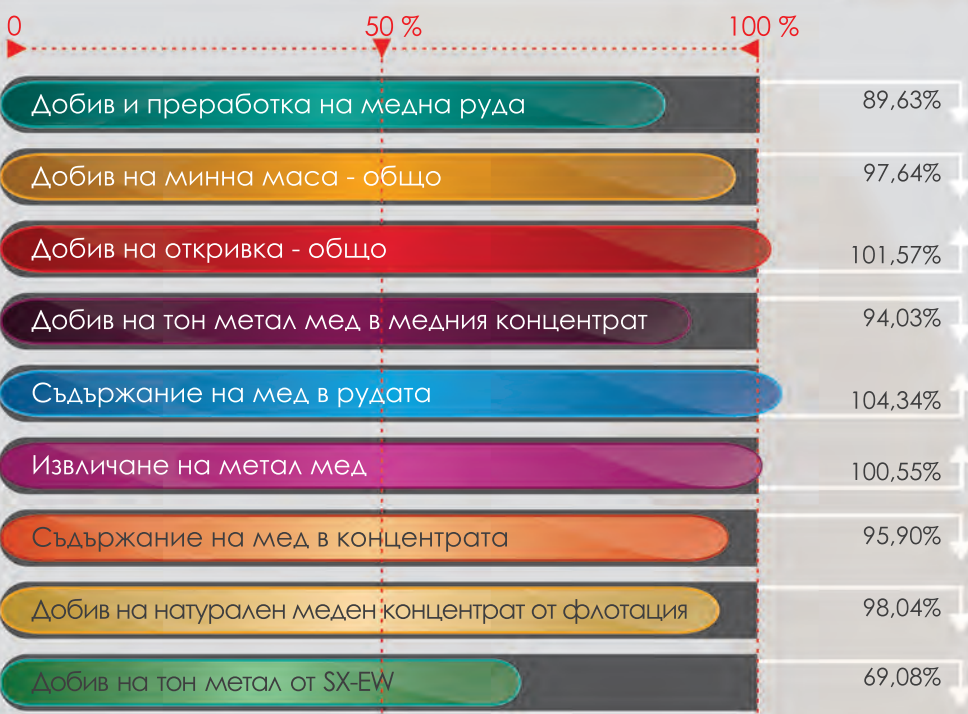 0 50 % 100 %
Добив и преработка на медна руда 89,63%
Добив на минна маса - общо 97,64%
Добив на откривка - общо 101,57%
Добив на тон метал мед в медния концентрат 94,03%
Съдържание на мед в рудата 104,34%
Извличане на метал мед 100,55%
Съдържание на мед в концентрата 95,90%
Добив на натурален меден концентрат от флотация 98,04%
Добив на тон метал от SX-EW 69,08%